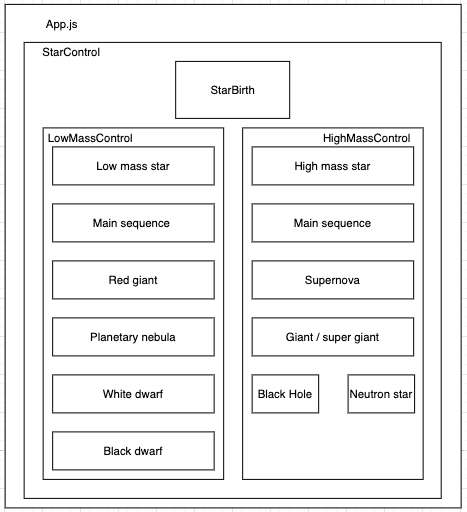 App.js
StarControl
StarBirth
LowMassControl
Low mass star
Main sequence
Red giant
Planetary nebula
White dwarf
Black dwarf
HighMassControl
High mass star
Main sequence
Supernova
Giant / super giant
Black Hole
Neutron star